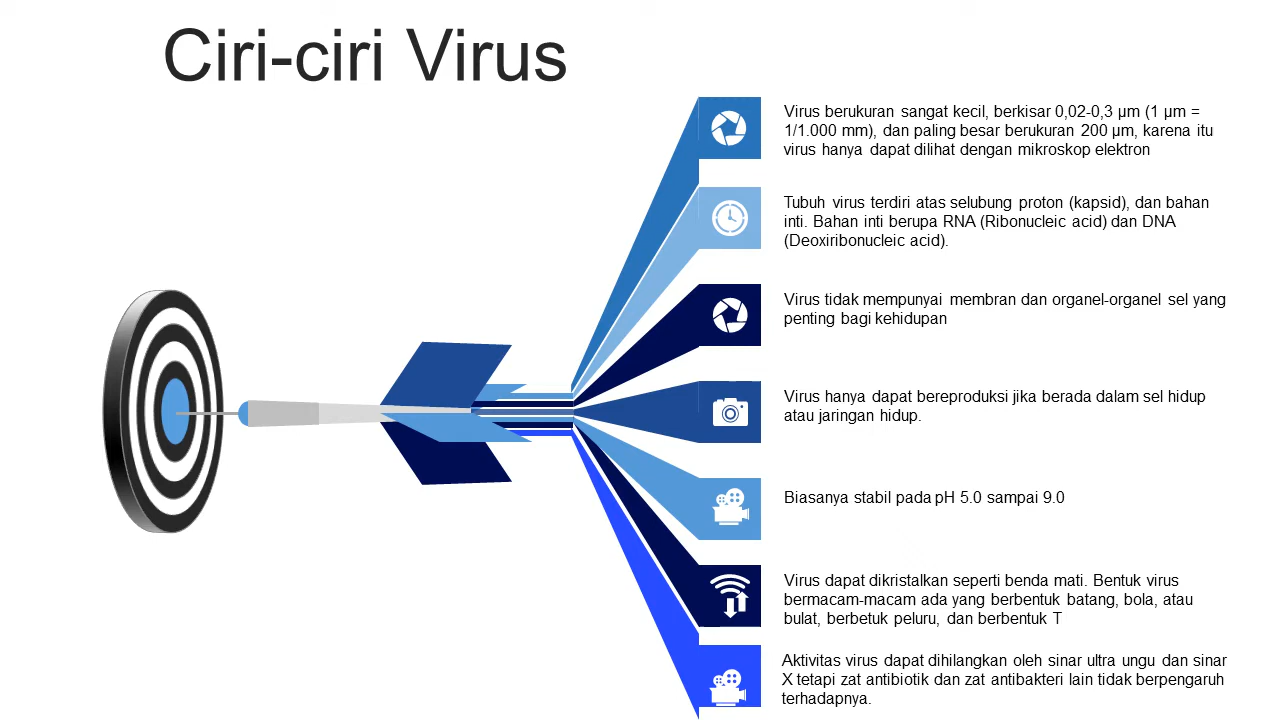 Ciri-ciri Virus
Virus berukuran sangat kecil, berkisar 0,02-0,3 μm (1 μm =
1/1.000 mm), dan paling besar berukuran 200 μm, karena itu
virus hanya dapat dilihat dengan mikroskop elektron
Tubuh virus terdiri atas selubung proton (kapsid), dan bahan
inti. Bahan inti berupa RNA (Ribonucleic acid) dan DNA
(Deoxiribonucleic acid).
Virus tidak mempunyai membran dan organel-organel sel yang
penting bagi kehidupan
Virus hanya dapat bereproduksi jika berada dalam sel hidup
atau jaringan hidup.
Biasanya stabil pada pH 5.0 sampai 9.0
Virus dapat dikristalkan seperti benda mati. Bentuk virus
bermacam-macam ada yang berbentuk batang, bola, atau
bulat, berbetuk peluru, dan berbentuk T
Aktivitas virus dapat dihilangkan oleh sinar ultra ungu dan sinar
X tetapi zat antibiotik dan zat antibakteri lain tidak berpengaruh
terhadapnya.